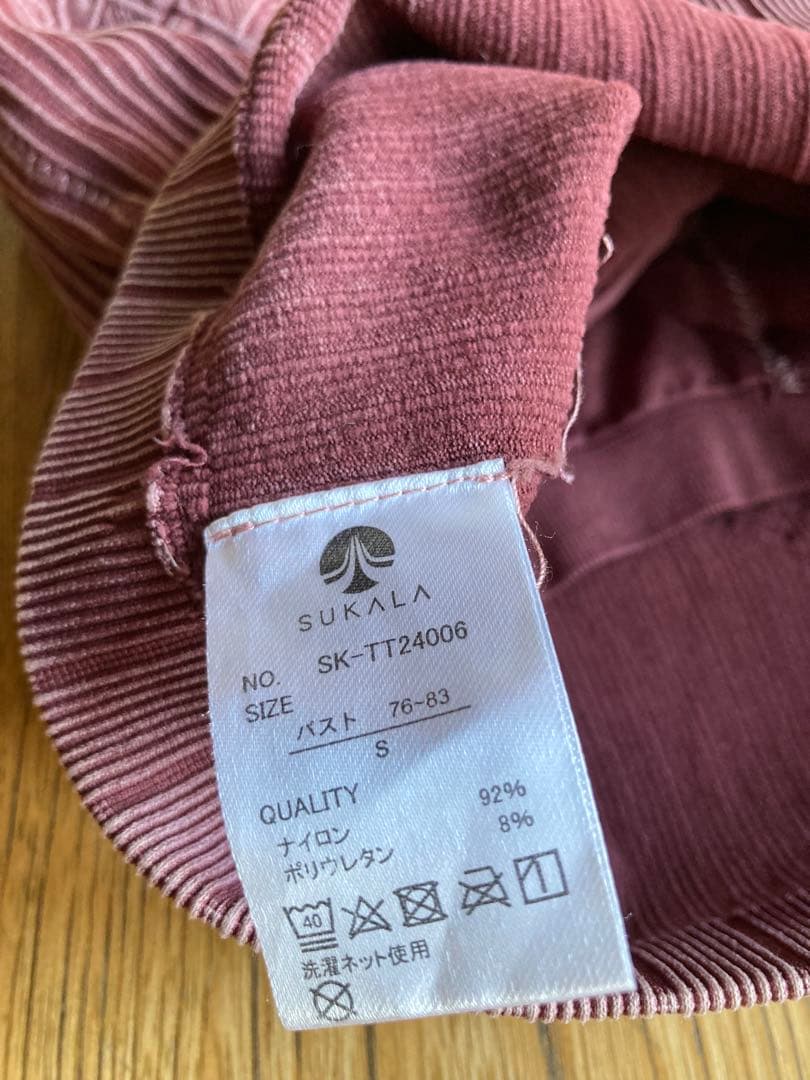 SUKALA
NO. SK-TT24006
SIZE
バスト 76~83
S
QUALITY
ナイロン 92%
ポリウレタン 8%
40
洗濯ネット使用